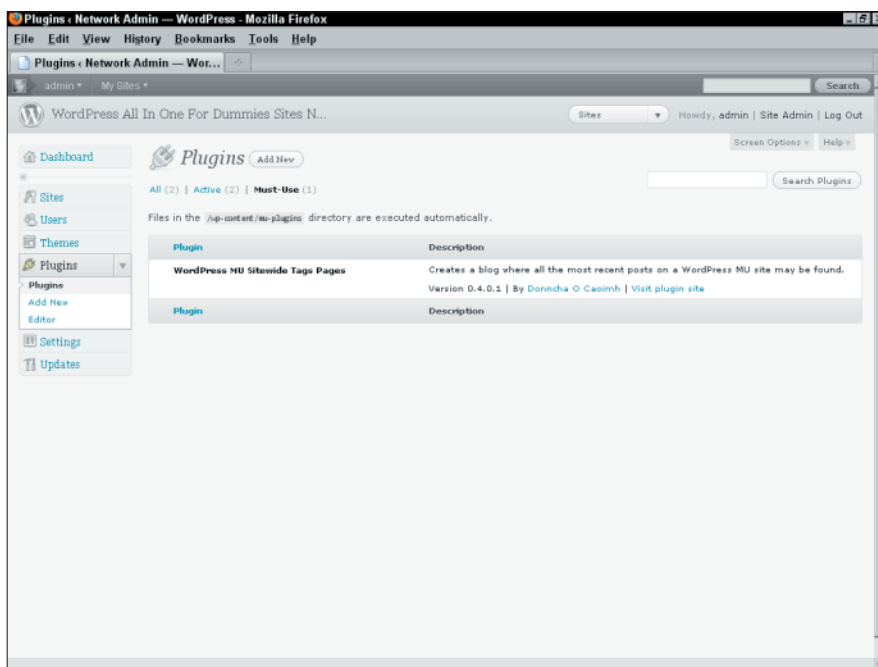 Plugins ‹ Network Admin — WordPress - Mozilla Firefox
File Edit View History Bookmarks Tools Help
Plugins ‹ Network Admin — Wor...
admin My Sites Search
WordPress All In One For Dummies Sites N... Sites Howdy, admin | Site Admin | Log Out
Screen Options Help
Dashboard
Sites
Users
Themes
Plugins
Plugins
Add New
Editor
Settings
Updates
Plugins Add New
All (2) | Active (2) | Must-Use (1)
Search Plugins
Files in the /wp-content/mu-plugins directory are executed automatically.
Plugin Description
WordPress MU Sitewide Tags Pages Creates a blog where all the most recent posts on a WordPress MU site may be found.
Version 0.4.0.1 | By Donncha O Caoimh | Visit plugin site
Plugin Description